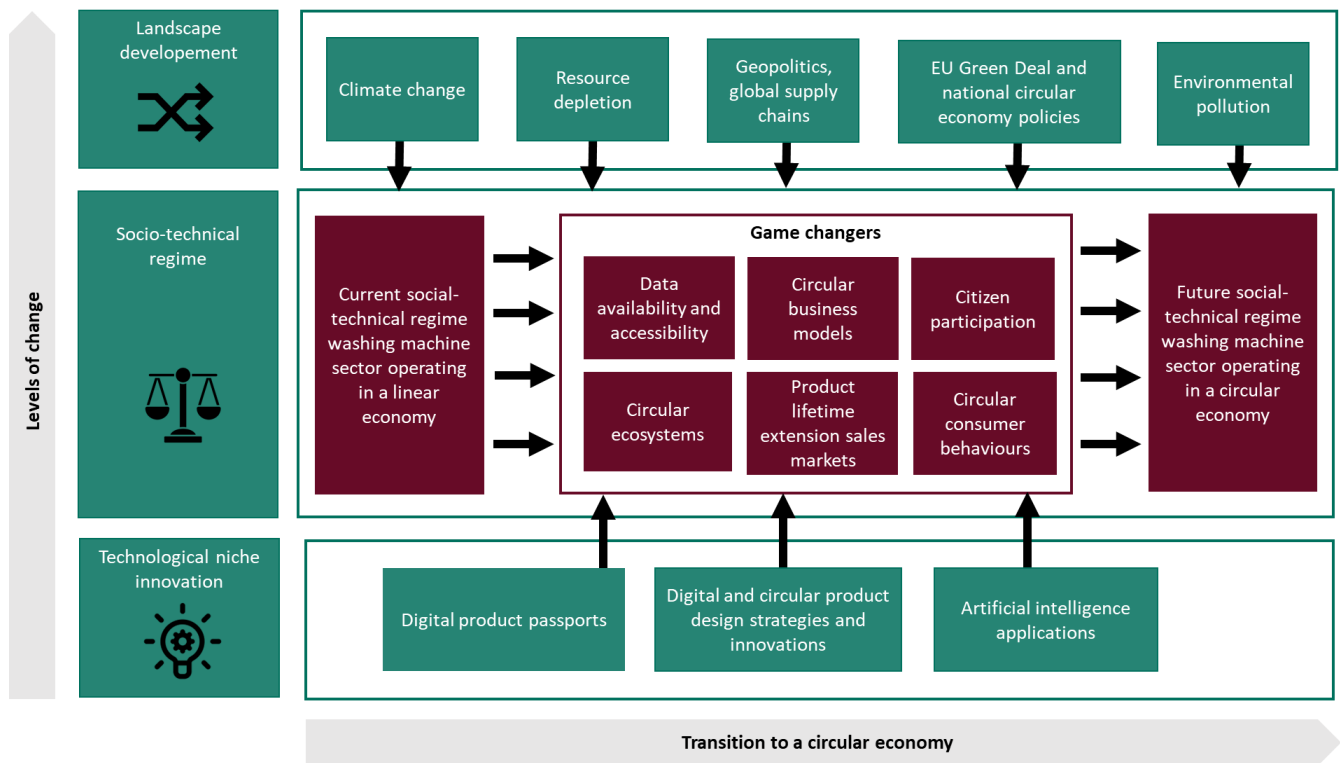 Landscape
developement
Climate change
Resource
depletion
Geopolitics,
global supply
chains
EU Green Deal and
national circular
economy policies
Environmental
pollution
Levels of change
Socio-technical
regime
Current social-
technical regime
washing machine
sector operating
in a linear
economy
Game changers
Data
availability and
accessibility
Circular
business
models
Citizen
participation
Circular
ecosystems
Product
lifetime
extension sales
markets
Circular
consumer
behaviours
Future social-
technical regime
washing machine
sector operating
in a circular
economy
Technological niche
innovation
Digital product passports
Digital and circular product
design strategies and
innovations
Artificial intelligence
applications
Transition to a circular economy